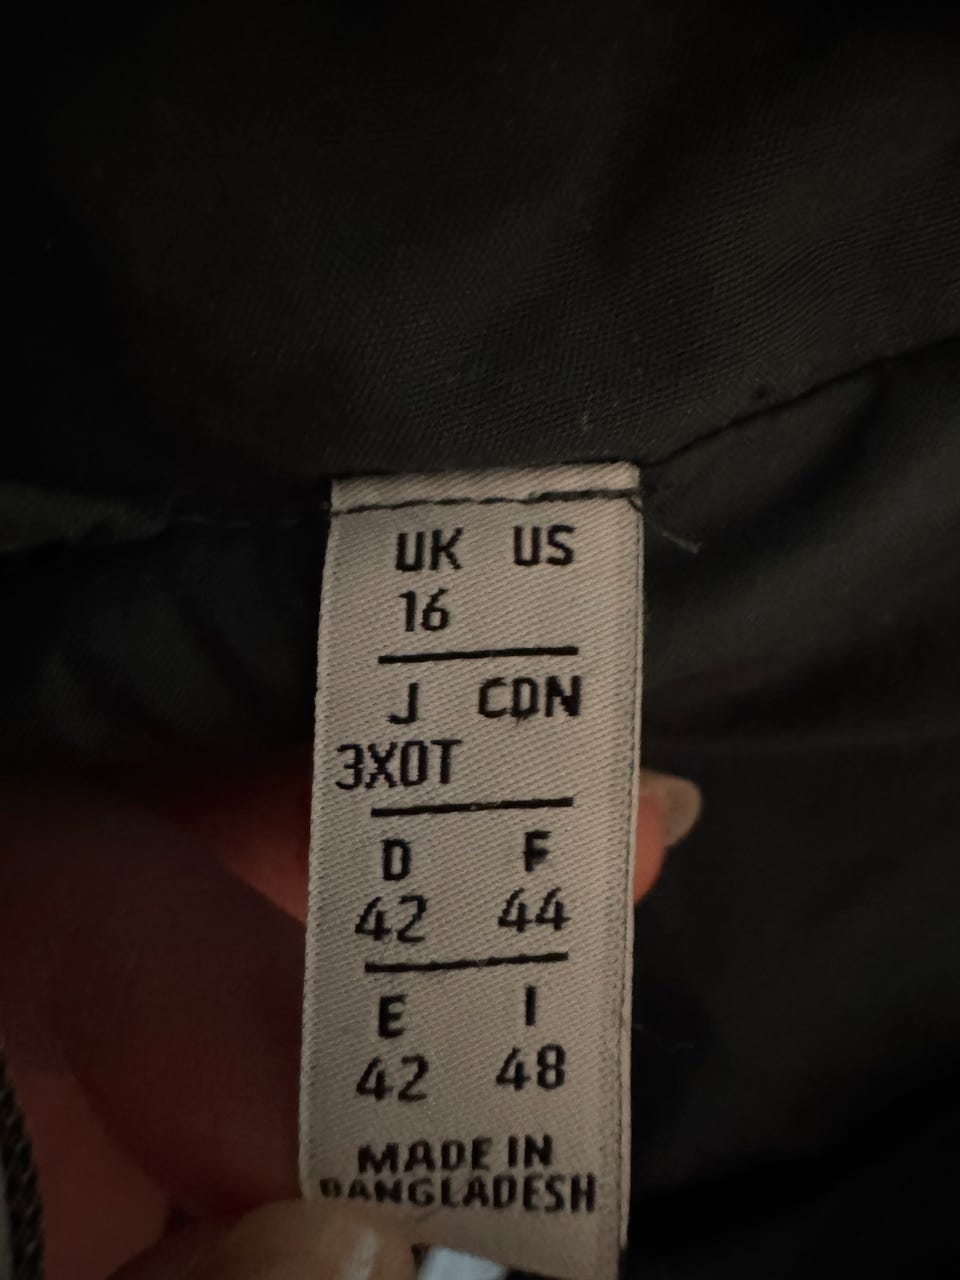 UK US
16
J CDN
3XOT
D F
42 44
E I
42 48
MADE IN
BANGLADESH